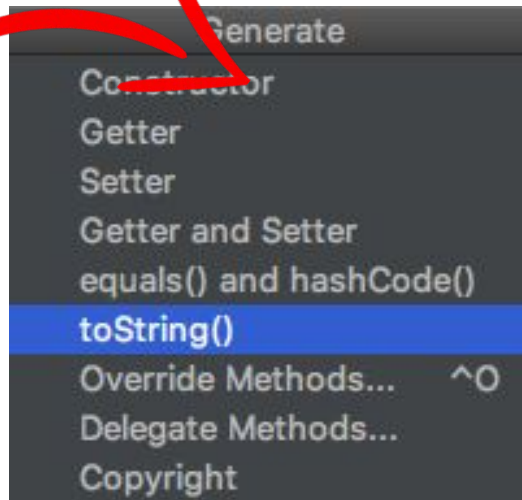 Generate
Constructor
Getter
Setter
Getter and Setter
equals() and hashCode()
toString()
Override Methods... ^O
Delegate Methods...
Copyright